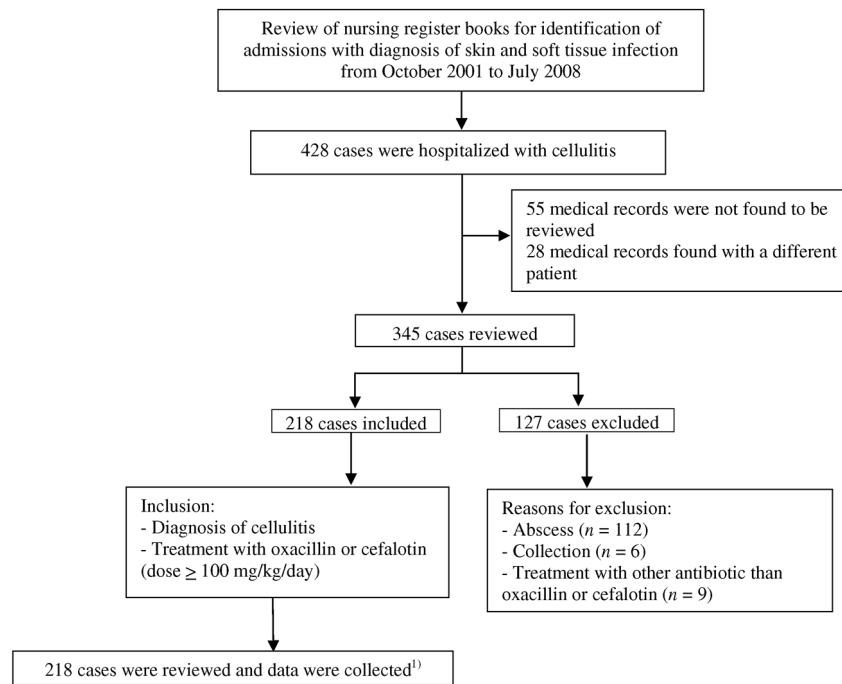 Review of nursing register books for identification of
admissions with diagnosis of skin and soft tissue infection
from October 2001 to July 2008
428 cases were hospitalized with cellulitis
55 medical records were not found to be
reviewed
28 medical records found with a different
patient
345 cases reviewed
218 cases included
127 cases excluded
Inclusion:
- Diagnosis of cellulitis
- Treatment with oxacillin or cefalotin
(dose ≥ 100 mg/kg/day)
Reasons for exclusion:
- Abscess (n = 112)
- Collection (n = 6)
- Treatment with other antibiotic than
oxacillin or cefalotin (n = 9)
218 cases were reviewed and data were collected¹⁾